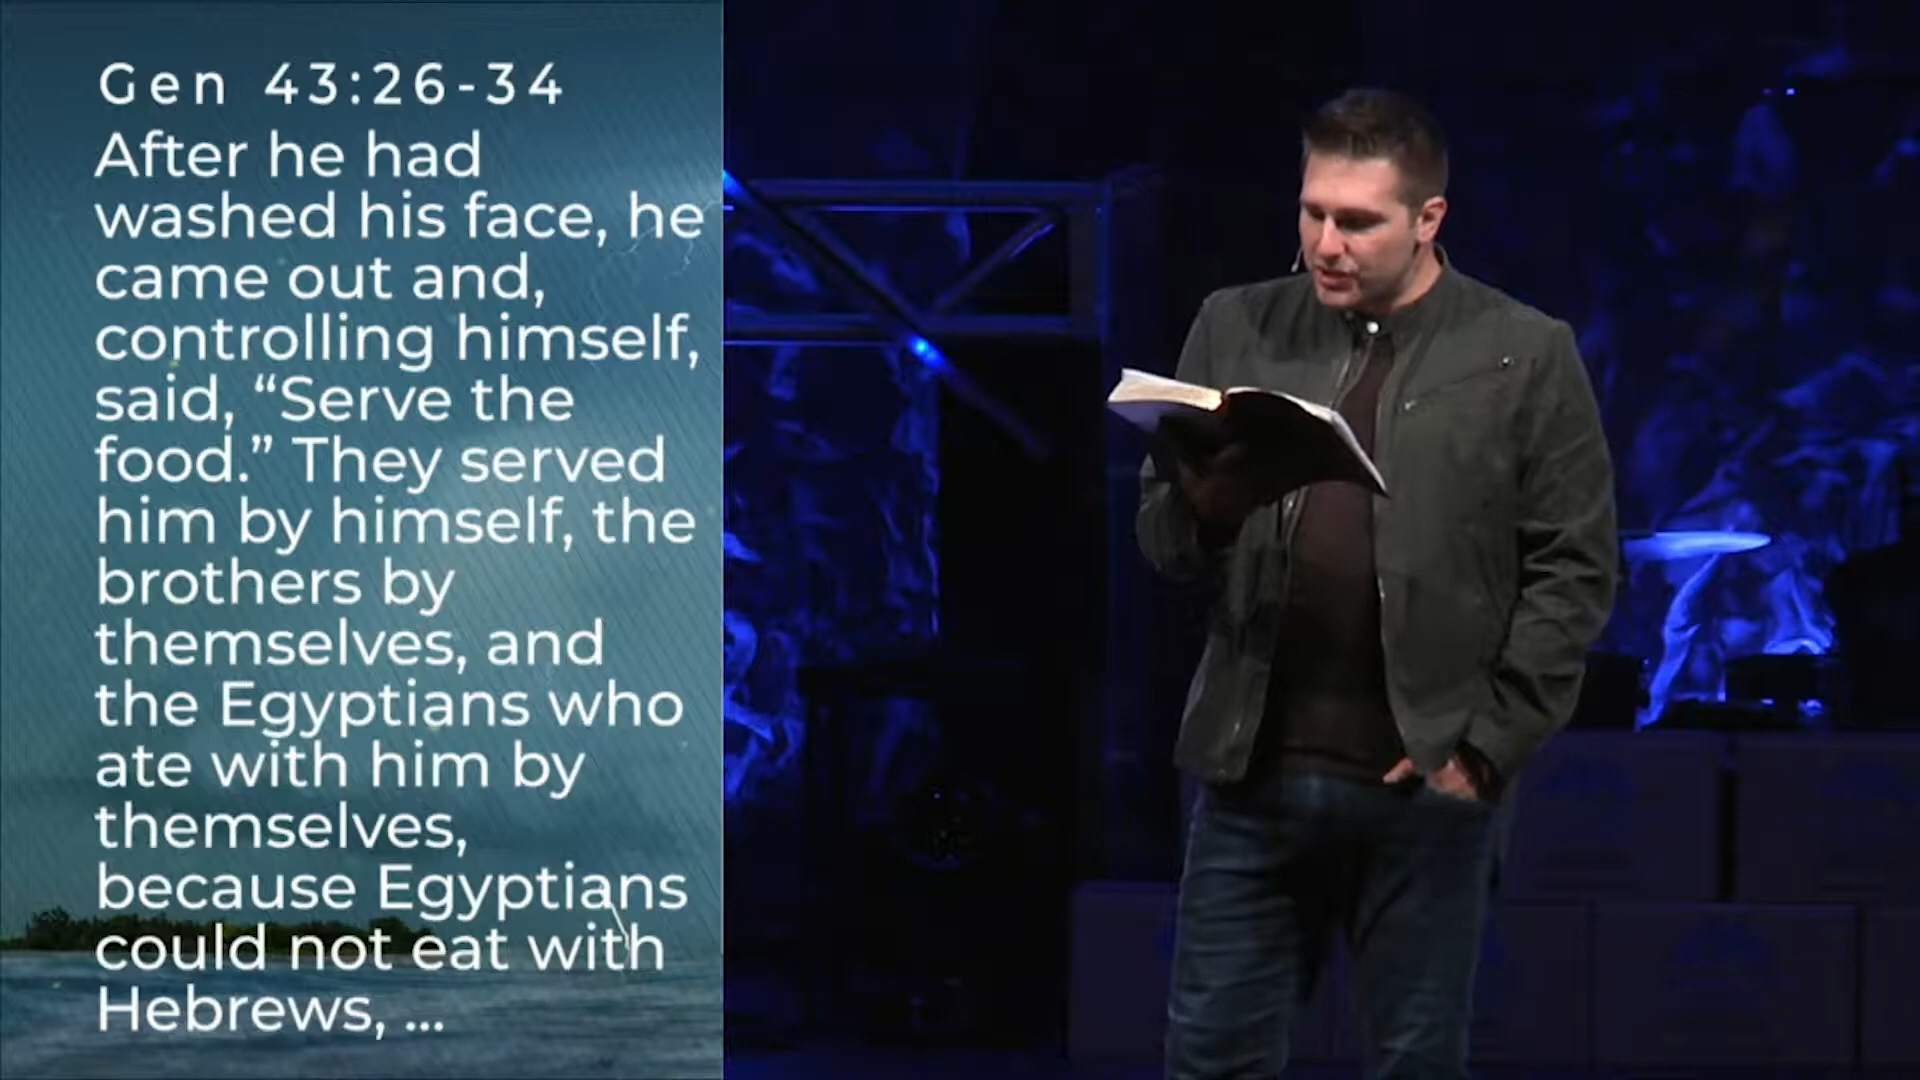 Gen 43:26-34
After he had
washed his face, he
came out and,
controlling himself,
said, “Serve the
food.” They served
him by himself, the
brothers by
themselves, and
the Egyptians who
ate with him by
themselves,
because Egyptians
could not eat with
Hebrews, ...